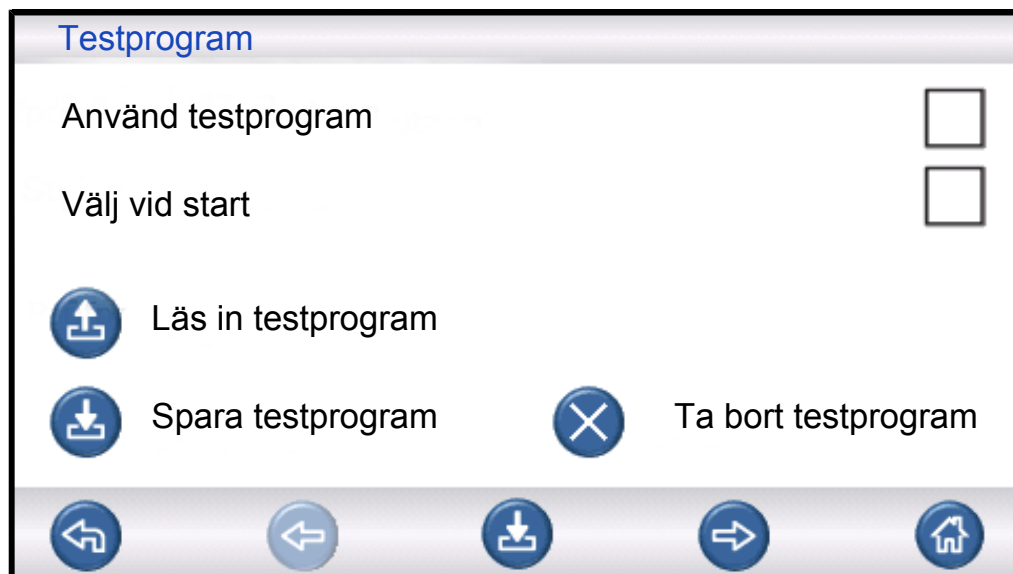 Testprogram
Använd testprogram
Välj vid start
Läs in testprogram
Spara testprogram
Ta bort testprogram